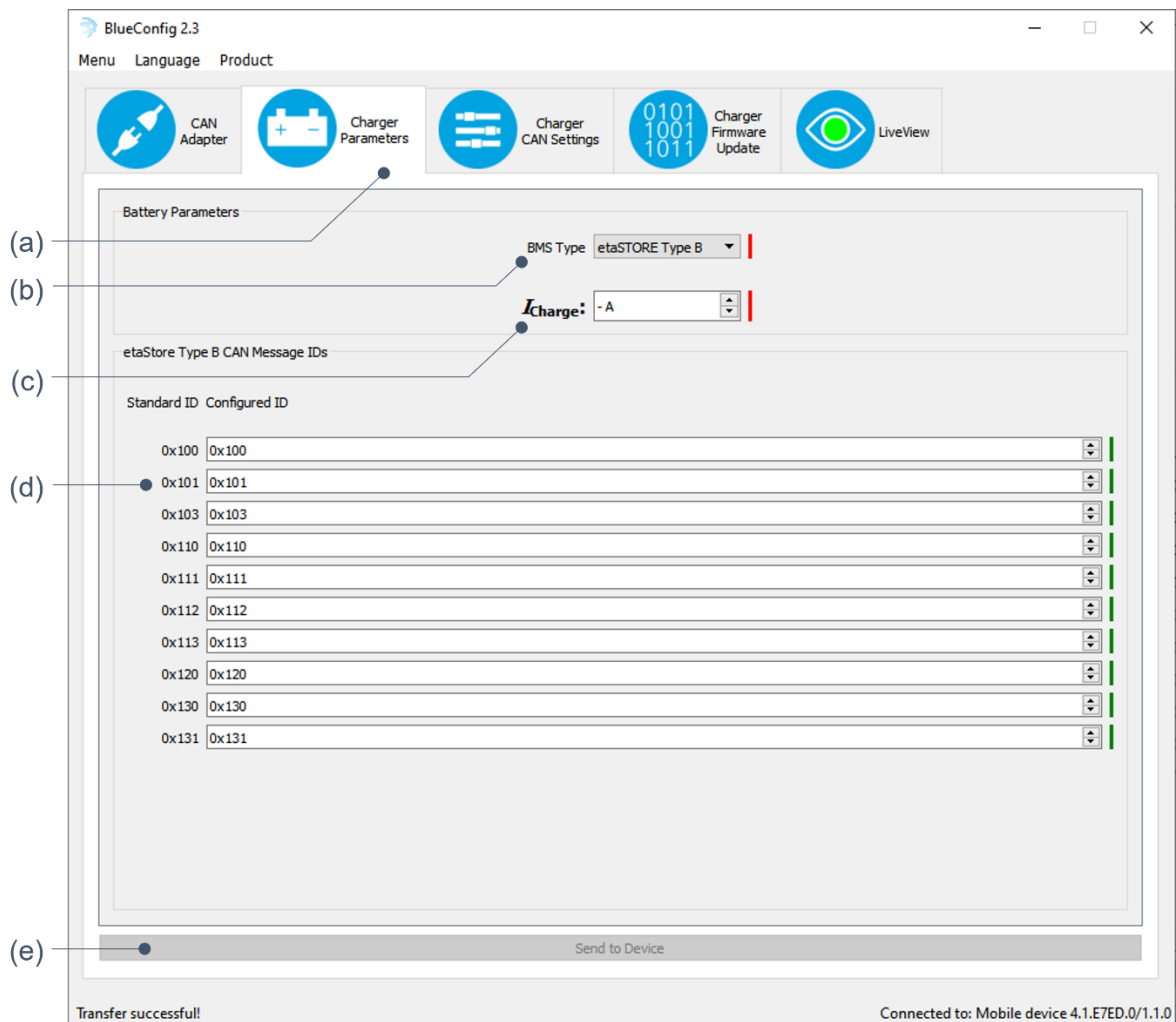 BlueConfig 2.3
Menu Language Product
CAN
Adapter
Charger
Parameters
Charger
CAN Settings
0101
1001
1011
Charger
Firmware
Update
LiveView
Battery Parameters
(a)
BMS Type etaSTORE Type B
(b)
ICharge: - A
etaStore Type B CAN Message IDs
(c)
Standard ID Configured ID
0x100 0x100
(d) 0x101 0x101
0x103 0x103
0x110 0x110
0x111 0x111
0x112 0x112
0x113 0x113
0x120 0x120
0x130 0x130
0x131 0x131
(e) Send to Device
Transfer successful! Connected to: Mobile device 4.1.E7ED.0/1.1.0